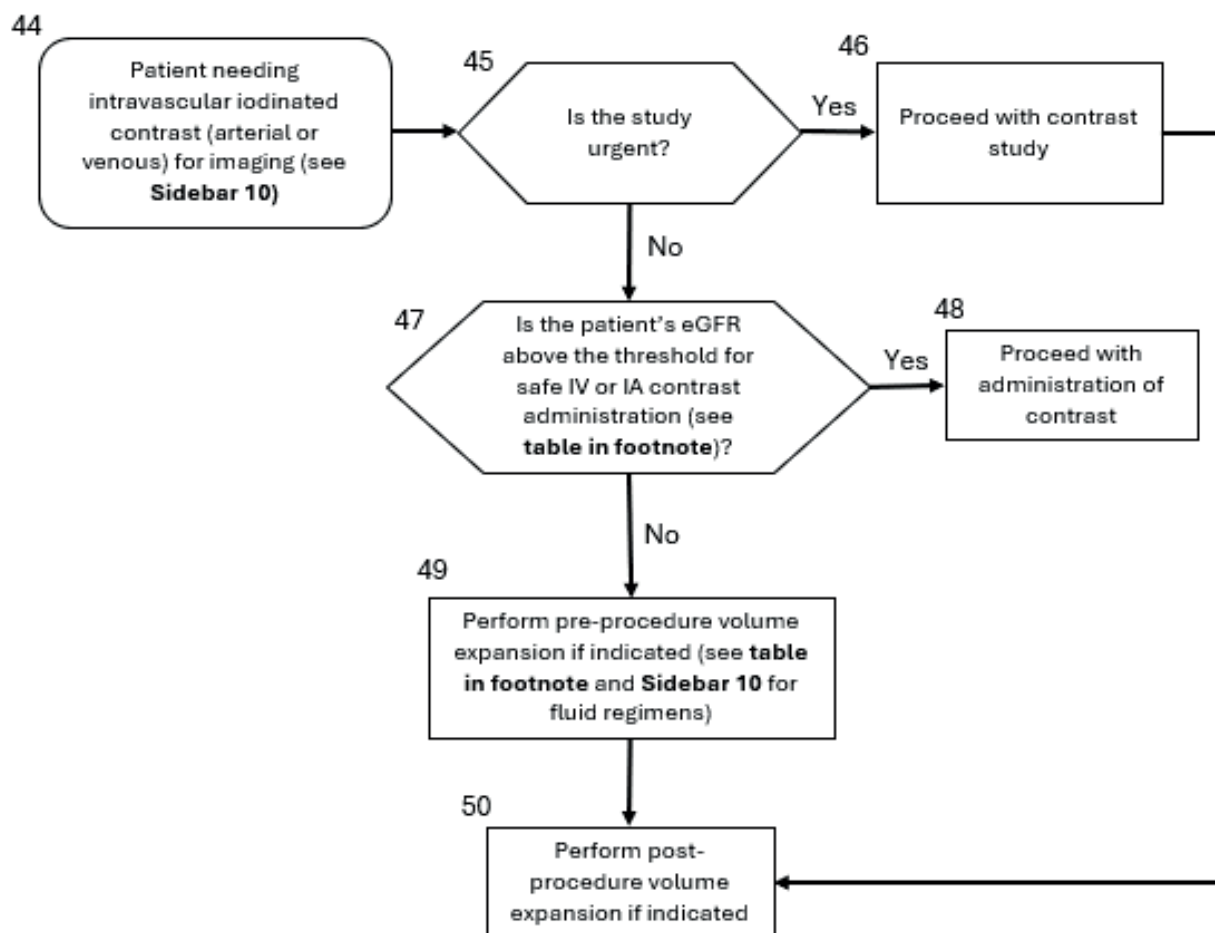 44
Patient needing
intravascular iodinated
contrast (arterial or
venous) for imaging (see
Sidebar 10)
45
Is the study
urgent?
Yes
46
Proceed with contrast
study
No
47
Is the patient's eGFR
above the threshold for
safe IV or IA contrast
administration (see
table in footnote)?
Yes
48
Proceed with
administration of
contrast
No
49
Perform pre-procedure volume
expansion if indicated (see table
in footnote and Sidebar 10 for
fluid regimens)
50
Perform post-
procedure volume
expansion if indicated